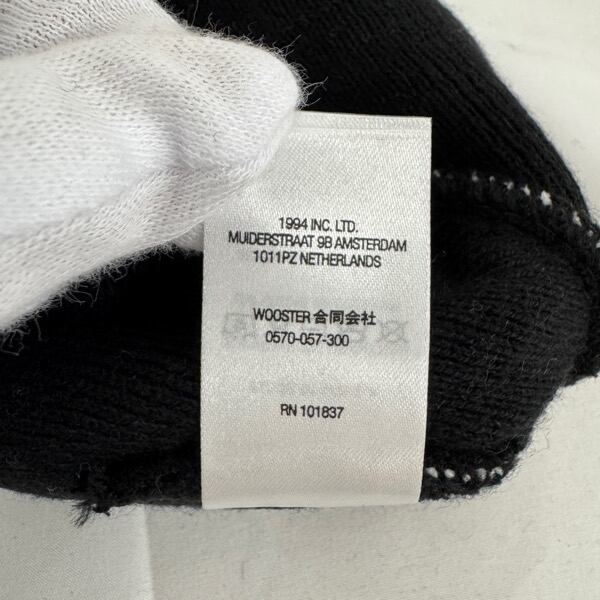 1994 INC. LTD.
MUIDERSTRAAT 9B AMSTERDAM
1011PZ NETHERLANDS
WOOSTER 合同会社
0570-057-300
RN 101837